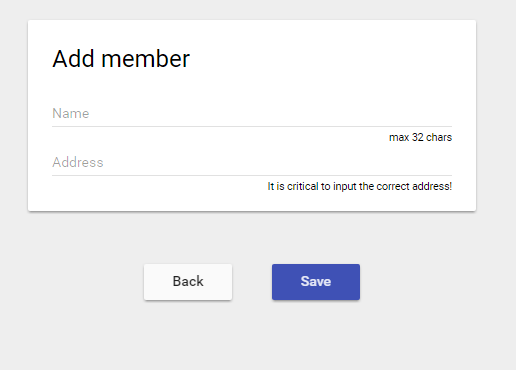 Add member
Name
max 32 chars
Address
It is critical to input the correct address!
Back
Save